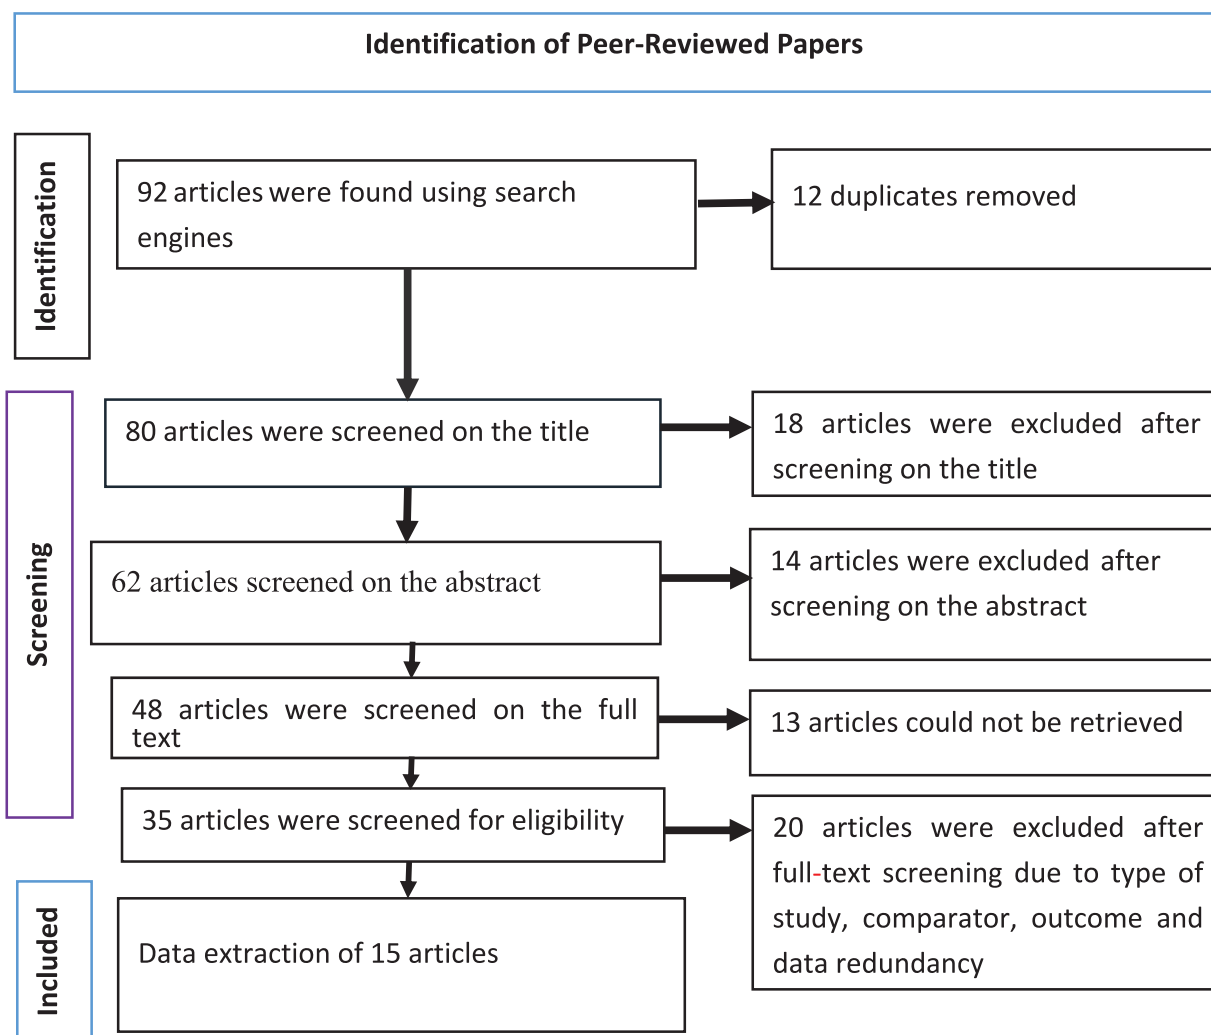 Identification of Peer-Reviewed Papers
Identification
92 articles were found using search
engines
12 duplicates removed
Screening
80 articles were screened on the title
18 articles were excluded after
screening on the title
62 articles screened on the abstract
14 articles were excluded after
screening on the abstract
48 articles were screened on the full
text
13 articles could not be retrieved
35 articles were screened for eligibility
20 articles were excluded after
full-text screening due to type of
study, comparator, outcome and
data redundancy
Included
Data extraction of 15 articles